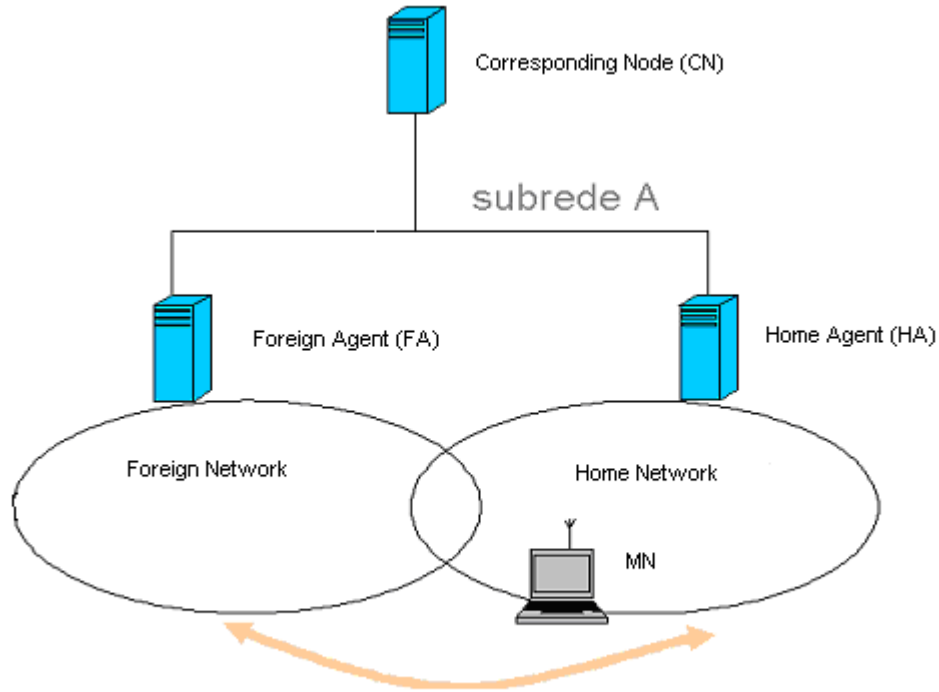 Corresponding Node (CN)
subrede A
Foreign Agent (FA)
Home Agent (HA)
Foreign Network
Home Network
MN